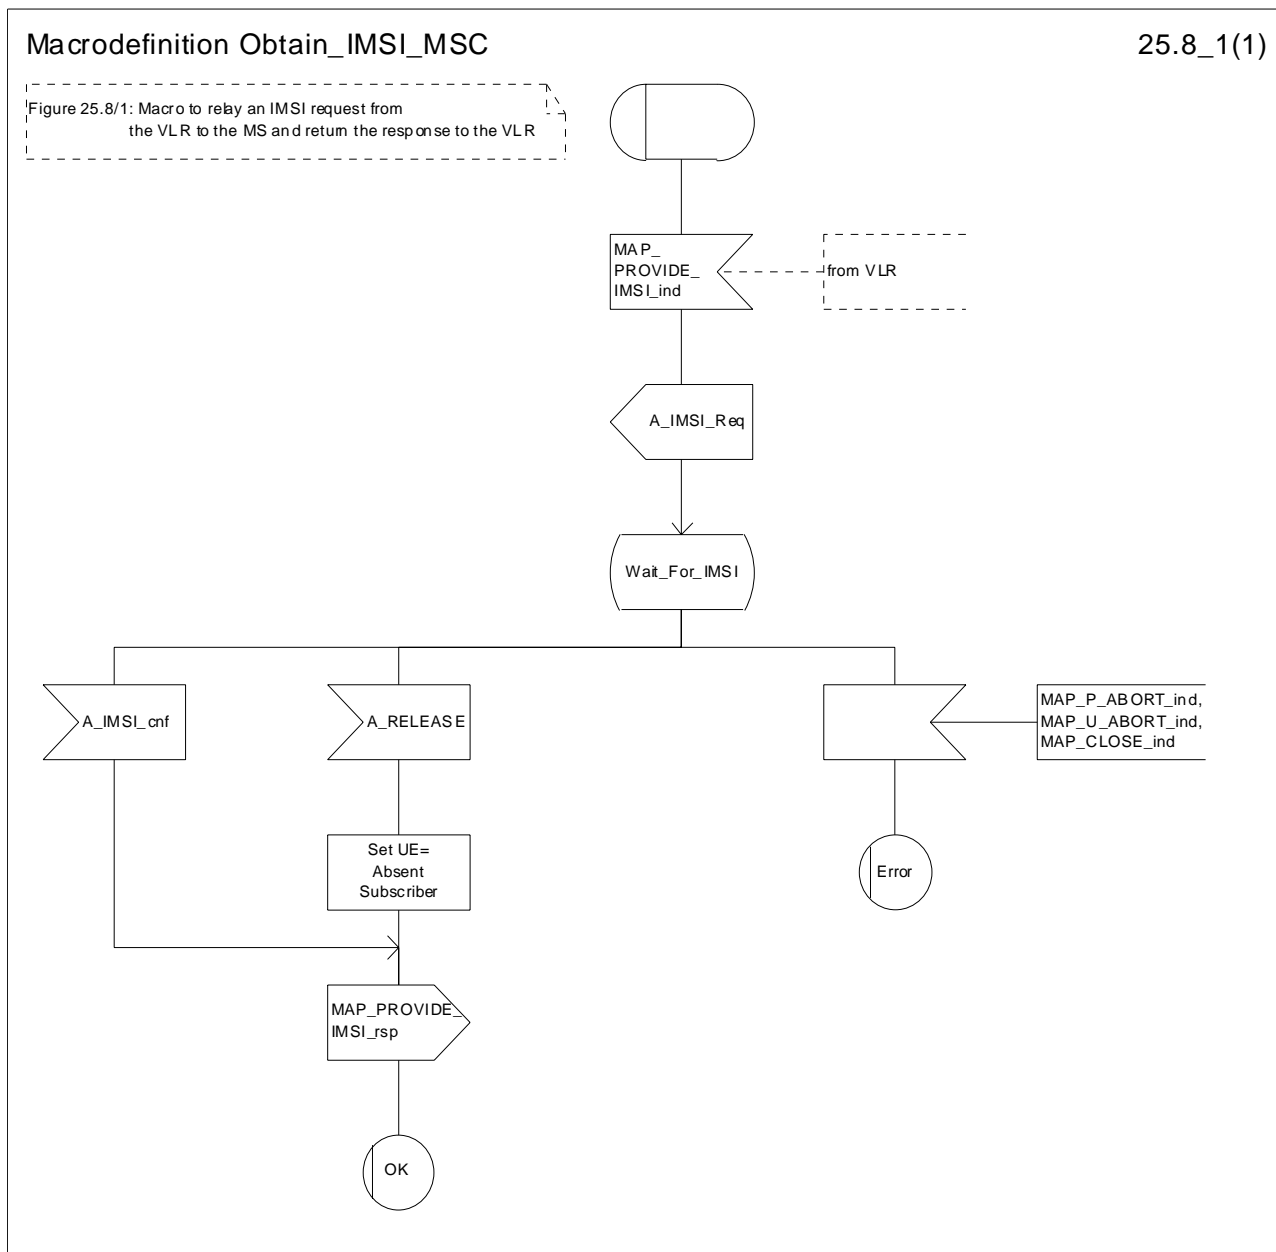 Macrodefinition Obtain_IMSI_MSC
25.8_1(1)
Figure 25.8/1: Macro to relay an IMSI request from
the VLR to the MS and return the response to the VLR
MAP_
PROVIDE_
IMSI_ind
from VLR
A_IMSI_Req
Wait_For_IMSI
A_IMSI_cnf
A_RELEASE
MAP_P_ABORT_ind,
MAP_U_ABORT_ind,
MAP_CLOSE_ind
Set UE=
Absent
Subscriber
Error
MAP_PROVIDE_
IMSI_rsp
OK